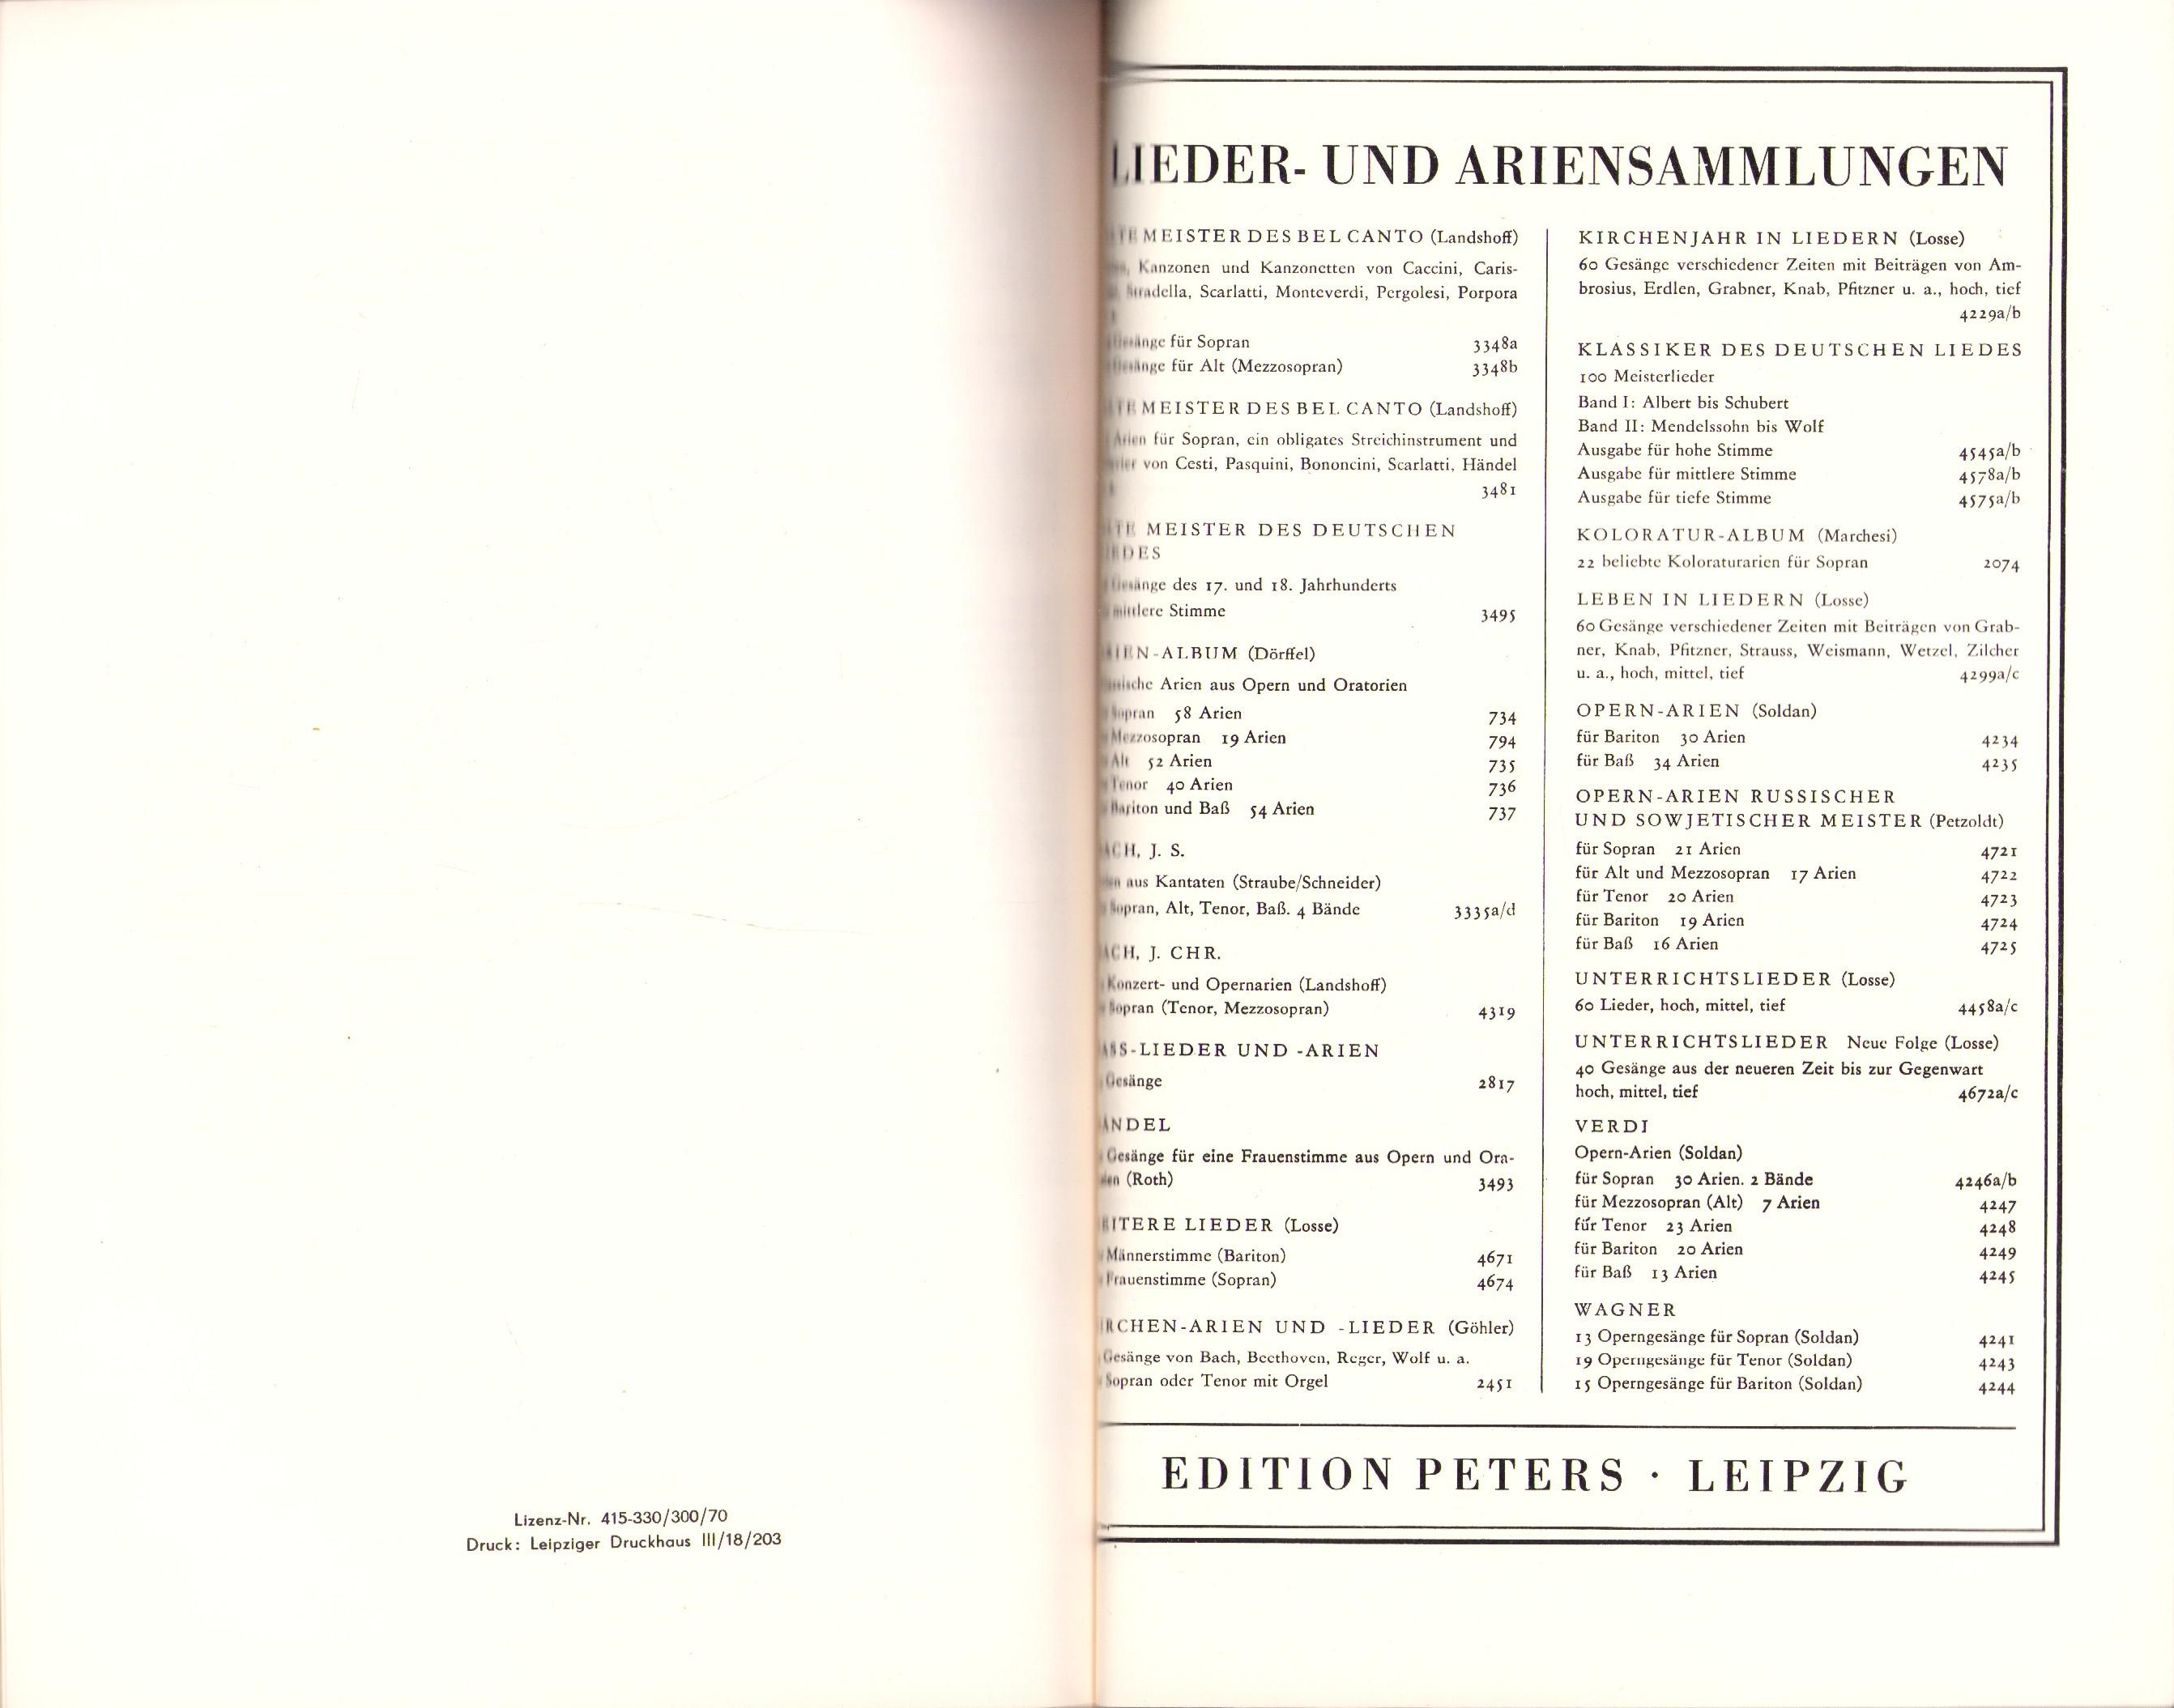 Lizenz-Nr. 415-330/300/70
Druck: Leipziger Druckhaus III/18/203
LIEDER- UND ARIENSAMMLUNGEN
MEISTER DES BEL CANTO (Landshoff)
Kanzonen und Kanzonetten von Caccini, Caris-
Stradella, Scarlatti, Monteverdi, Pergolesi, Porpora
Gesänge für Sopran 3348a
Gesänge für Alt (Mezzosopran) 3348b
MEISTER DES BEL CANTO (Landshoff)
Arien für Sopran, ein obligates Streichinstrument und
von Cesti, Pasquini, Bononcini, Scarlatti, Händel
3481
MEISTER DES DEUTSCHEN
Gesänge des 17. und 18. Jahrhunderts
mittlere Stimme 3495
-ALBUM (Dörffel)
Arien aus Opern und Oratorien
Sopran 58 Arien 734
Mezzosopran 19 Arien 794
Alt 52 Arien 735
Tenor 40 Arien 736
Bariton und Baß 54 Arien 737
J. S.
aus Kantaten (Straube/Schneider)
Sopran, Alt, Tenor, Baß. 4 Bände 3335a/d
J. CHR.
Konzert- und Opernarien (Landshoff)
Sopran (Tenor, Mezzosopran) 4319
-LIEDER UND -ARIEN
Gesänge 2817
ÄNDEL
Gesänge für eine Frauenstimme aus Opern und Ora-
(Roth) 3493
ITERE LIEDER (Losse)
Männerstimme (Bariton) 4671
Frauenstimme (Sopran) 4674
RCHEN-ARIEN UND -LIEDER (Göhler)
Gesänge von Bach, Beethoven, Reger, Wolf u. a.
Sopran oder Tenor mit Orgel 2451
KIRCHENJAHR IN LIEDERN (Losse)
60 Gesänge verschiedener Zeiten mit Beiträgen von Am-
brosius, Erdlen, Grabner, Knab, Pfitzner u. a., hoch, tief
4229a/b
KLASSIKER DES DEUTSCHEN LIEDES
100 Meisterlieder
Band I: Albert bis Schubert
Band II: Mendelssohn bis Wolf
Ausgabe für hohe Stimme 4545a/b
Ausgabe für mittlere Stimme 4578a/b
Ausgabe für tiefe Stimme 4575a/b
KOLORATUR-ALBUM (Marchesi)
22 beliebte Koloraturarien für Sopran 2074
LEBEN IN LIEDERN (Losse)
60 Gesänge verschiedener Zeiten mit Beiträgen von Grab-
ner, Knab, Pfitzner, Strauss, Weismann, Wetzel, Zilcher
u. a., hoch, mittel, tief 4299a/c
OPERN-ARIEN (Soldan)
für Bariton 30 Arien 4234
für Baß 34 Arien 4235
OPERN-ARIEN RUSSISCHER
UND SOWJETISCHER MEISTER (Petzoldt)
für Sopran 21 Arien 4721
für Alt und Mezzosopran 17 Arien 4722
für Tenor 20 Arien 4723
für Bariton 19 Arien 4724
für Baß 16 Arien 4725
UNTERRICHTSLIEDER (Losse)
60 Lieder, hoch, mittel, tief 4458a/c
UNTERRICHTSLIEDER Neue Folge (Losse)
40 Gesänge aus der neueren Zeit bis zur Gegenwart
hoch, mittel, tief 4672a/c
VERDI
Opern-Arien (Soldan)
für Sopran 30 Arien. 2 Bände 4246a/b
für Mezzosopran (Alt) 7 Arien 4247
für Tenor 23 Arien 4248
für Bariton 20 Arien 4249
für Baß 13 Arien 4245
WAGNER
13 Operngesänge für Sopran (Soldan) 4241
19 Operngesänge für Tenor (Soldan) 4243
15 Operngesänge für Bariton (Soldan) 4244
EDITION PETERS · LEIPZIG